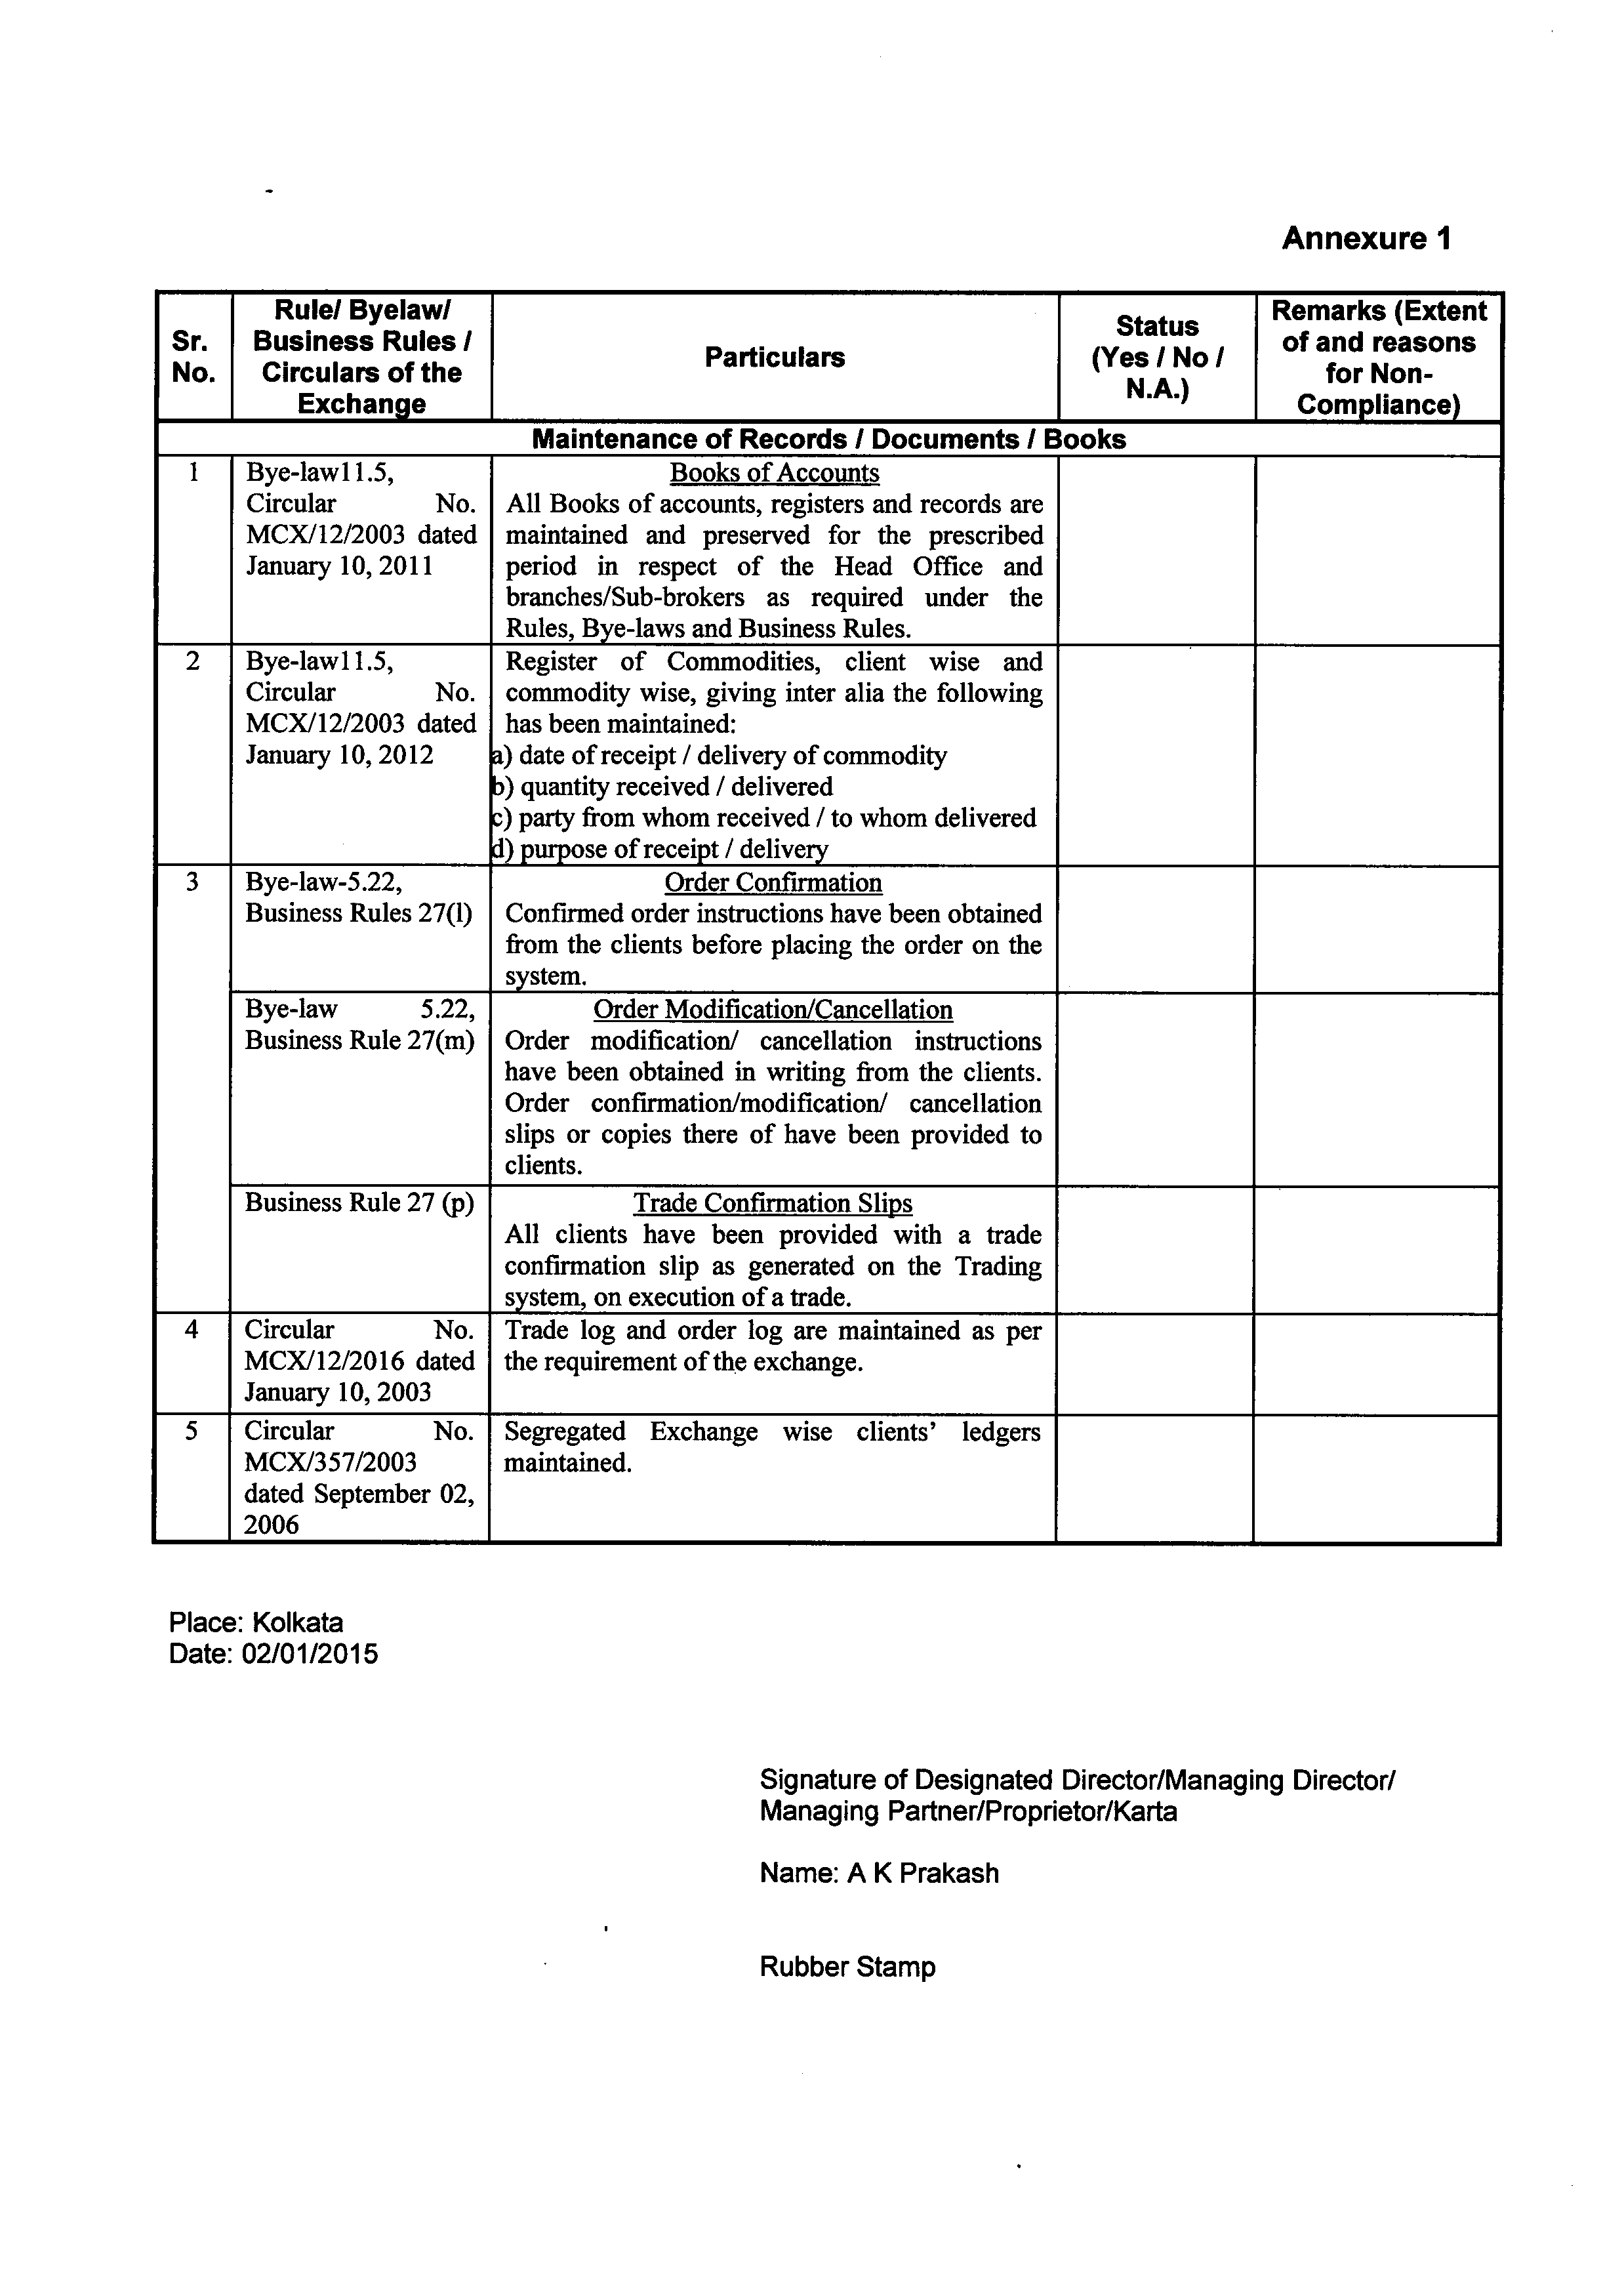 Annexure 1
Sr.
No.
Rule/ Byelaw/
Business Rules /
Circulars of the
Exchange
Particulars
Status
(Yes / No /
N.A.)
Remarks (Extent
of and reasons
for Non-
Compliance)
Maintenance of Records / Documents / Books
1
Bye-law11.5,
Circular No.
MCX/12/2003 dated
January 10, 2011
Books of Accounts
All Books of accounts, registers and records are
maintained and preserved for the prescribed
period in respect of the Head Office and
branches/Sub-brokers as required under the
Rules, Bye-laws and Business Rules.
2
Bye-law11.5,
Circular No.
MCX/12/2003 dated
January 10, 2012
Register of Commodities, client wise and
commodity wise, giving inter alia the following
has been maintained:
a) date of receipt / delivery of commodity
b) quantity received / delivered
c) party from whom received / to whom delivered
d) purpose of receipt / delivery
3
Bye-law-5.22,
Business Rules 27(l)
Order Confirmation
Confirmed order instructions have been obtained
from the clients before placing the order on the
system.
Bye-law 5.22,
Business Rule 27(m)
Order Modification/Cancellation
Order modification/ cancellation instructions
have been obtained in writing from the clients.
Order confirmation/modification/ cancellation
slips or copies there of have been provided to
clients.
Business Rule 27 (p)
Trade Confirmation Slips
All clients have been provided with a trade
confirmation slip as generated on the Trading
system, on execution of a trade.
4
Circular No.
MCX/12/2016 dated
January 10, 2003
Trade log and order log are maintained as per
the requirement of the exchange.
5
Circular No.
MCX/357/2003
dated September 02,
2006
Segregated Exchange wise clients’ ledgers
maintained.
Place: Kolkata
Date: 02/01/2015
Signature of Designated Director/Managing Director/
Managing Partner/Proprietor/Karta
Name: A K Prakash
Rubber Stamp